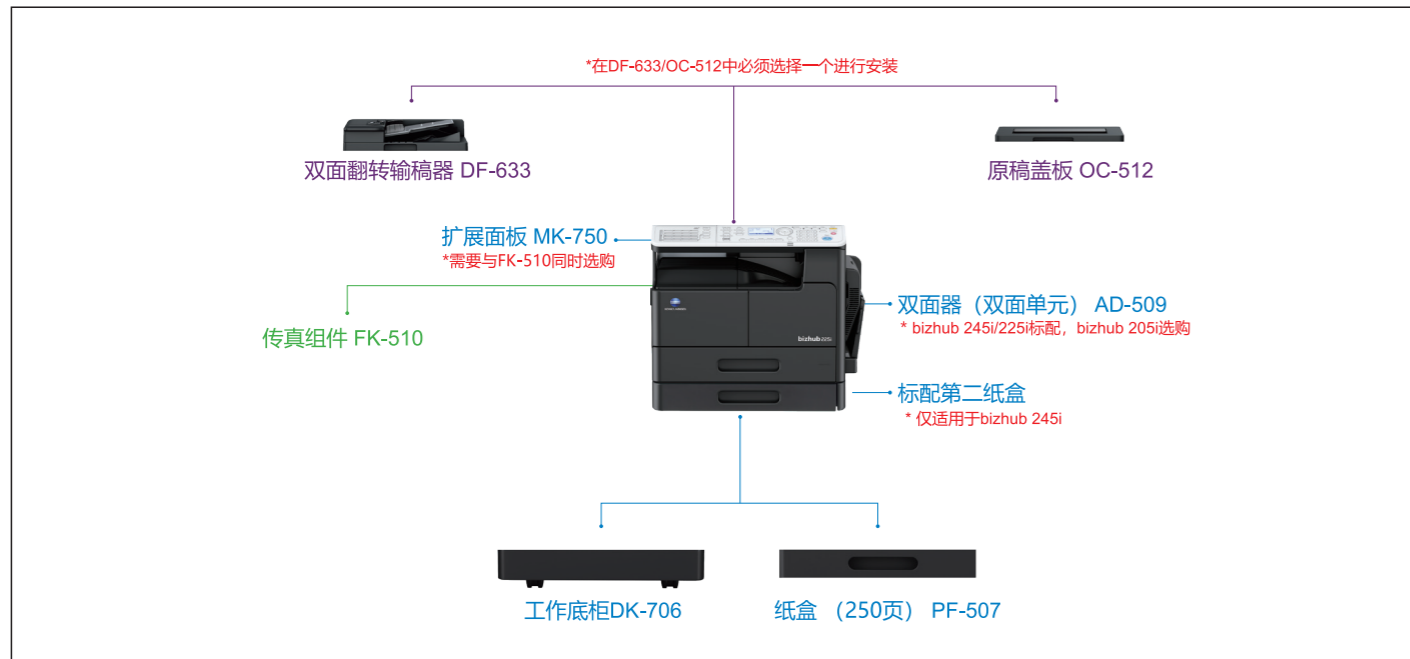 *在DF-633/OC-512中必须选择一个进行安装
双面翻转输稿器 DF-633
原稿盖板 OC-512
扩展面板 MK-750
*需要与FK-510同时选购
传真组件 FK-510
双面器（双面单元） AD-509
* bizhub 245i/225i标配，bizhub 205i选购
bizhub 225i
标配第二纸盒
* 仅适用于bizhub 245i
工作底柜DK-706
纸盒 （250页） PF-507